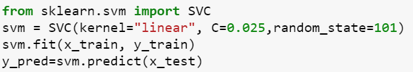 from sklearn.svm import SVC
svm = SVC(kernel="linear", C=0.025,random_state=101)
svm.fit(x_train, y_train)
y_pred=svm.predict(x_test)